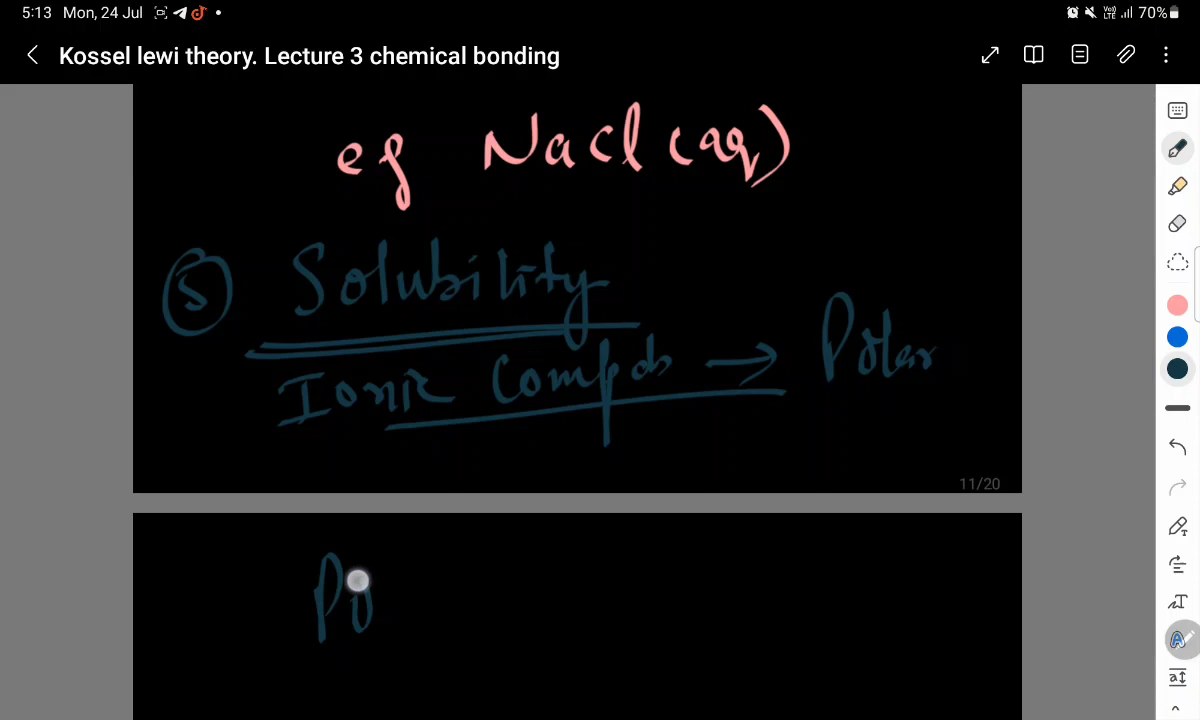 5:13 Mon, 24 Jul 70%
Kossel lewi theory. Lecture 3 chemical bonding
eg Nacl (aq)
5 Solubility
Ionic Compds → Polar
11/20
Po